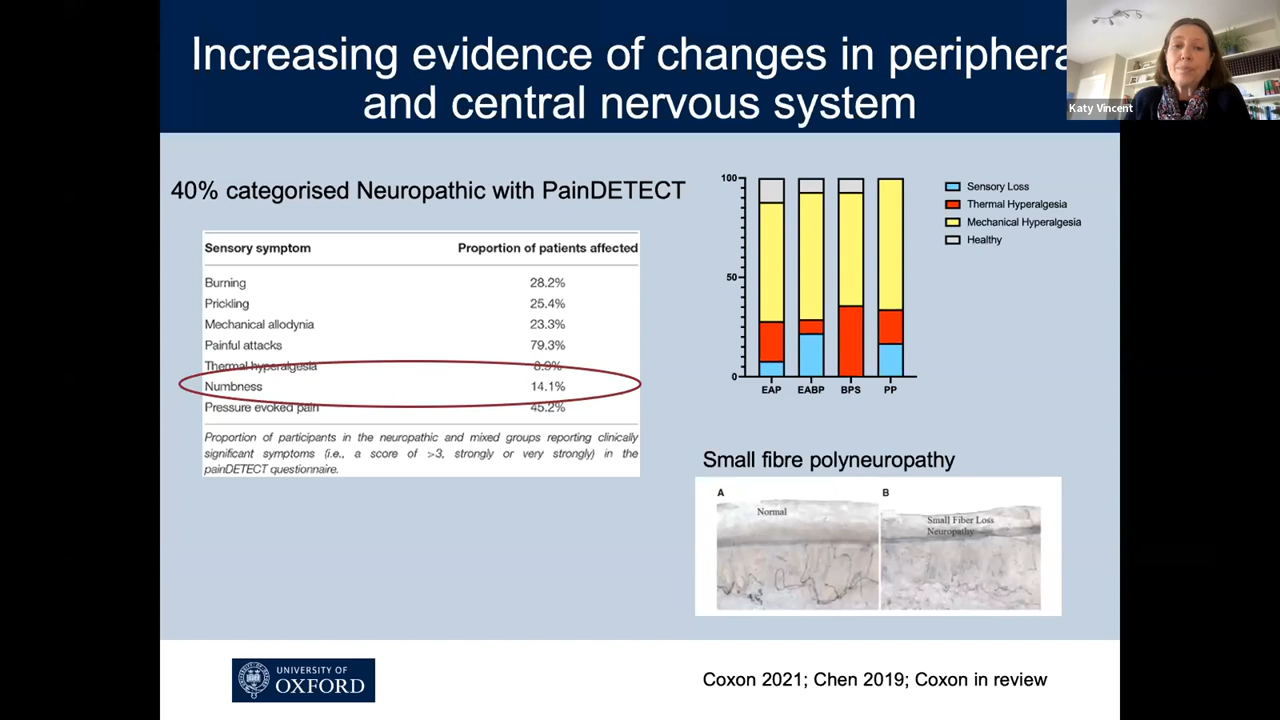 Increasing evidence of changes in periphera
and central nervous system
Katy Vincent
40% categorised Neuropathic with PainDETECT
Sensory symptom Proportion of patients affected
Burning 28.2%
Prickling 25.4%
Mechanical allodynia 23.3%
Painful attacks 79.3%
Thermal hyperalgesia 8.9%
Numbness 14.1%
Pressure evoked pain 45.2%
Proportion of participants in the neuropathic and mixed groups reporting clinically
significant symptoms (i.e., a score of >3, strongly or very strongly) in the
painDETECT questionnaire.
100
50
0
EAP EABP BPS PP
Sensory Loss
Thermal Hyperalgesia
Mechanical Hyperalgesia
Healthy
Small fibre polyneuropathy
A B
Normal
Small Fiber Loss
Neuropathy
UNIVERSITY OF
OXFORD
Coxon 2021; Chen 2019; Coxon in review